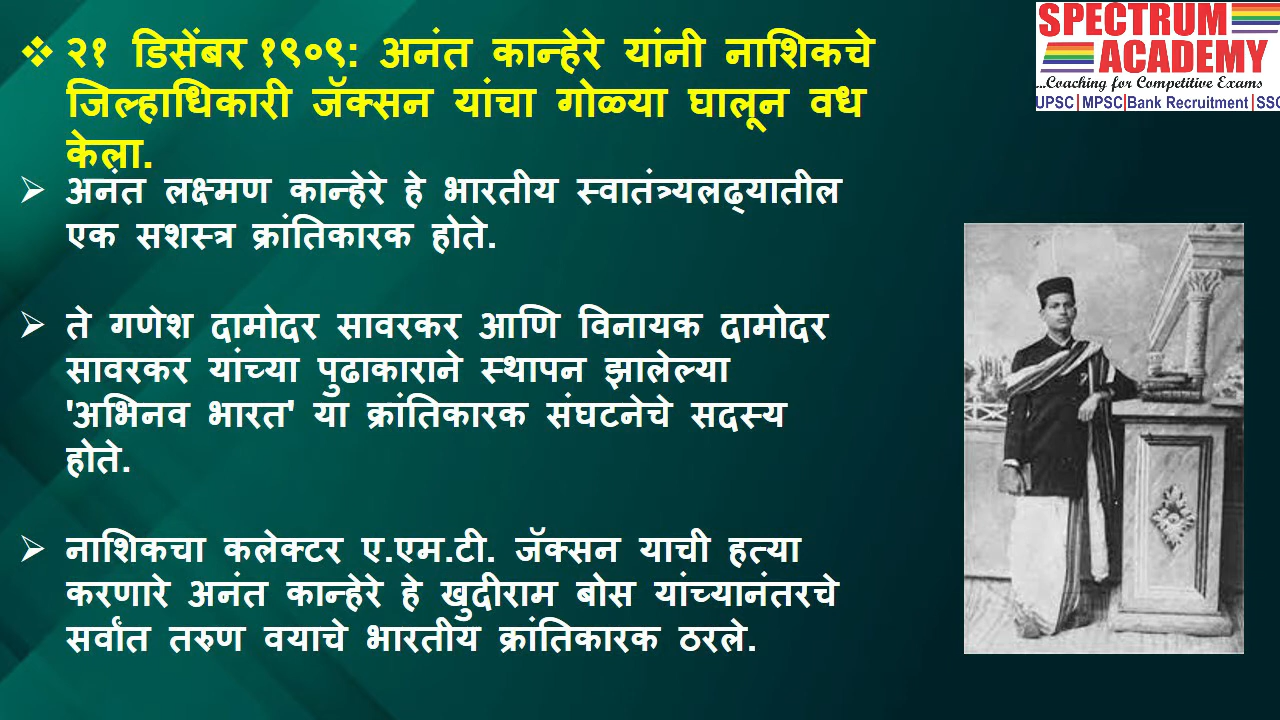 ❖ २१ डिसेंबर १९०९: अनंत कान्हेरे यांनी नाशिकचे
जिल्हाधिकारी जॅक्सन यांचा गोळ्या घालून वध
केला.
➢ अनंत लक्ष्मण कान्हेरे हे भारतीय स्वातंत्र्यलढ्यातील
एक सशस्त्र क्रांतिकारक होते.
➢ ते गणेश दामोदर सावरकर आणि विनायक दामोदर
सावरकर यांच्या पुढाकाराने स्थापन झालेल्या
'अभिनव भारत' या क्रांतिकारक संघटनेचे सदस्य
होते.
➢ नाशिकचा कलेक्टर ए.एम.टी. जॅक्सन याची हत्या
करणारे अनंत कान्हेरे हे खुदीराम बोस यांच्यानंतरचे
सर्वांत तरुण वयाचे भारतीय क्रांतिकारक ठरले.
SPECTRUM
ACADEMY
...Coaching for Competitive Exams
UPSC|MPSC|Bank Recruitment|SSC